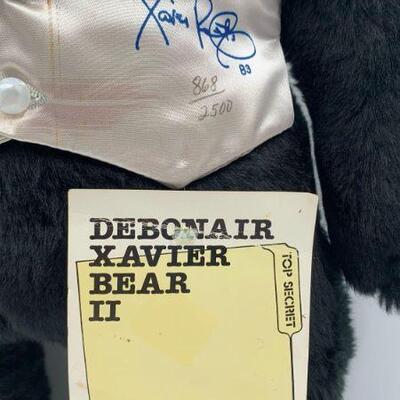 Xavier
83
868
2500
DEBONAIR
XAVIER
BEAR
II
TOP SECRET